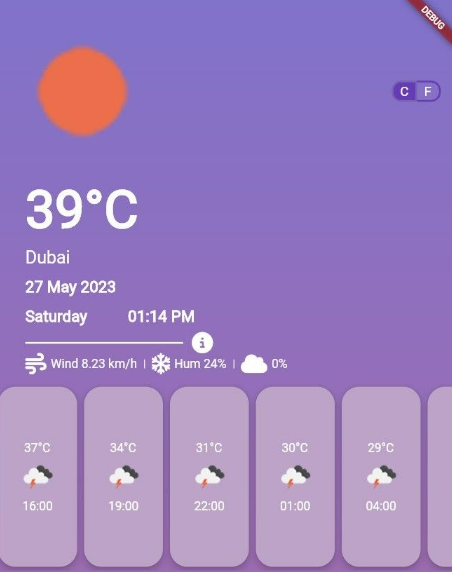 DEBUG
C F
39°C
Dubai
27 May 2023
Saturday 01:14 PM
i
Wind 8.23 km/h | Hum 24% | 0%
37°C 34°C 31°C 30°C 29°C
16:00 19:00 22:00 01:00 04:00